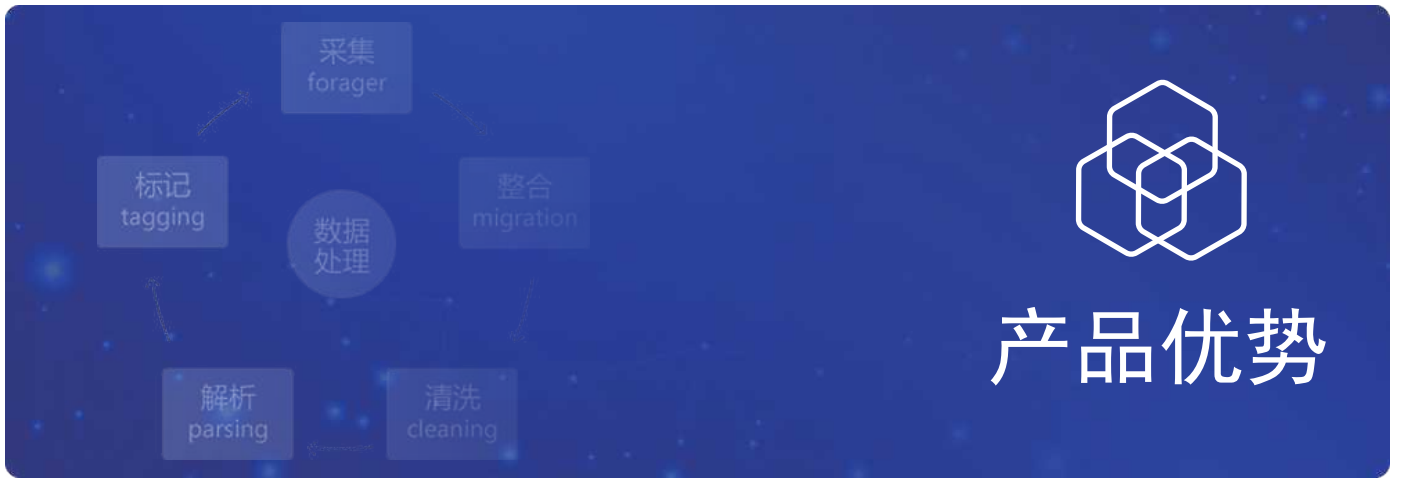 采集
forager
标记
tagging
整合
migration
数据
处理
解析
parsing
清洗
cleaning
产品优势